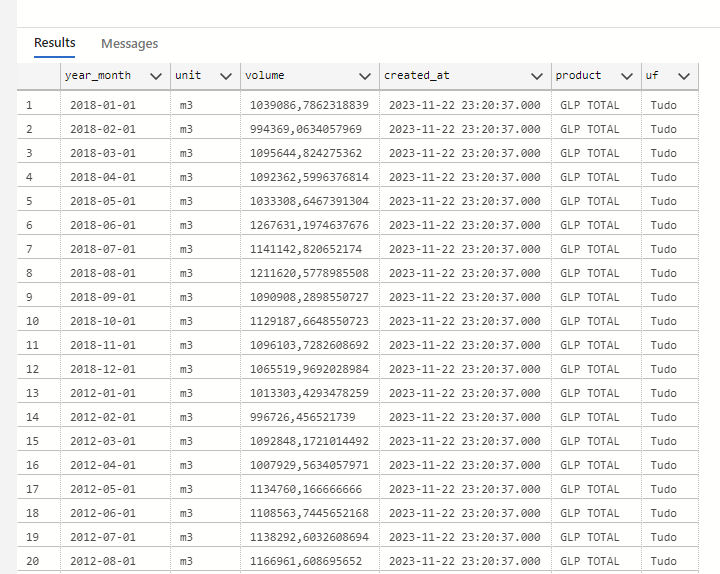 Results Messages
year_month unit volume created_at product uf
1 2018-01-01 m3 1039086,7862318839 2023-11-22 23:20:37.000 GLP TOTAL Tudo
2 2018-02-01 m3 994369,0634057969 2023-11-22 23:20:37.000 GLP TOTAL Tudo
3 2018-03-01 m3 1095644,824275362 2023-11-22 23:20:37.000 GLP TOTAL Tudo
4 2018-04-01 m3 1092362,5996376814 2023-11-22 23:20:37.000 GLP TOTAL Tudo
5 2018-05-01 m3 1033308,6467391304 2023-11-22 23:20:37.000 GLP TOTAL Tudo
6 2018-06-01 m3 1267631,1974637676 2023-11-22 23:20:37.000 GLP TOTAL Tudo
7 2018-07-01 m3 1141142,820652174 2023-11-22 23:20:37.000 GLP TOTAL Tudo
8 2018-08-01 m3 1211620,5778985508 2023-11-22 23:20:37.000 GLP TOTAL Tudo
9 2018-09-01 m3 1090908,2898550727 2023-11-22 23:20:37.000 GLP TOTAL Tudo
10 2018-10-01 m3 1129187,6648550723 2023-11-22 23:20:37.000 GLP TOTAL Tudo
11 2018-11-01 m3 1096103,7282608692 2023-11-22 23:20:37.000 GLP TOTAL Tudo
12 2018-12-01 m3 1065519,9692028984 2023-11-22 23:20:37.000 GLP TOTAL Tudo
13 2012-01-01 m3 1013303,4293478259 2023-11-22 23:20:37.000 GLP TOTAL Tudo
14 2012-02-01 m3 996726,456521739 2023-11-22 23:20:37.000 GLP TOTAL Tudo
15 2012-03-01 m3 1092848,1721014492 2023-11-22 23:20:37.000 GLP TOTAL Tudo
16 2012-04-01 m3 1007929,5634057971 2023-11-22 23:20:37.000 GLP TOTAL Tudo
17 2012-05-01 m3 1134760,166666666 2023-11-22 23:20:37.000 GLP TOTAL Tudo
18 2012-06-01 m3 1108563,7445652168 2023-11-22 23:20:37.000 GLP TOTAL Tudo
19 2012-07-01 m3 1138292,6032608694 2023-11-22 23:20:37.000 GLP TOTAL Tudo
20 2012-08-01 m3 1166961,608695652 2023-11-22 23:20:37.000 GLP TOTAL Tudo